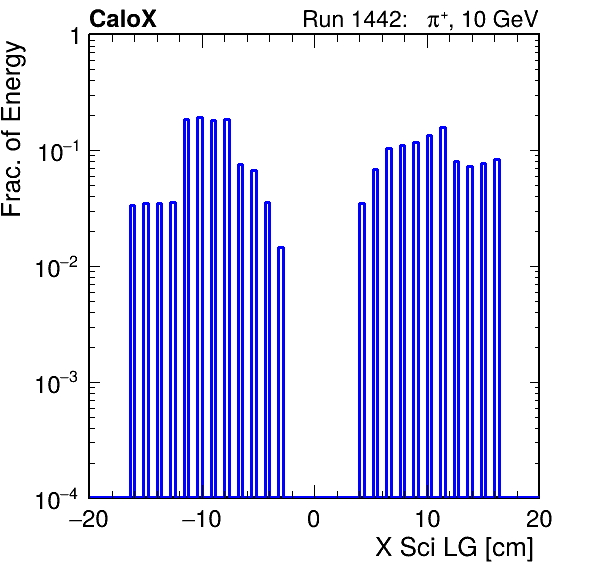 CaloX Run 1442: π⁺, 10 GeV
Frac. of Energy
1
10⁻¹
10⁻²
10⁻³
10⁻⁴
−20 −10 0 10 20
X Sci LG [cm]